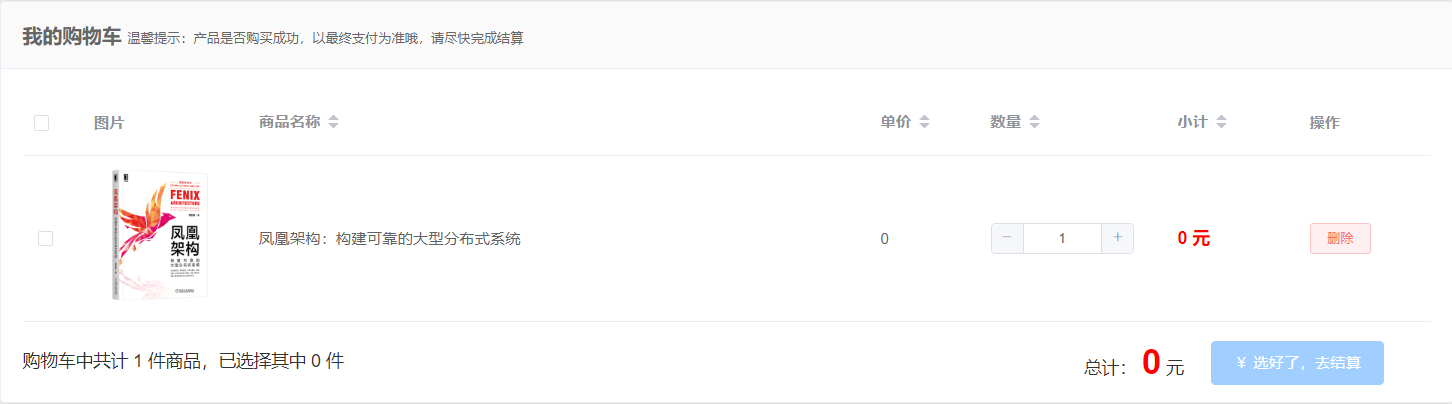 我的购物车 温馨提示：产品是否购买成功，以最终支付为准哦，请尽快完成结算
图片 商品名称 单价 数量 小计 操作
FENIX
ARCHITECTURE
凤凰架构
凤凰
架构
凤凰架构：构建可靠的大型分布式系统 0 － 1 + 0 元 删除
购物车中共计 1 件商品，已选择其中 0 件 总计： 0 元 ¥ 选好了，去结算